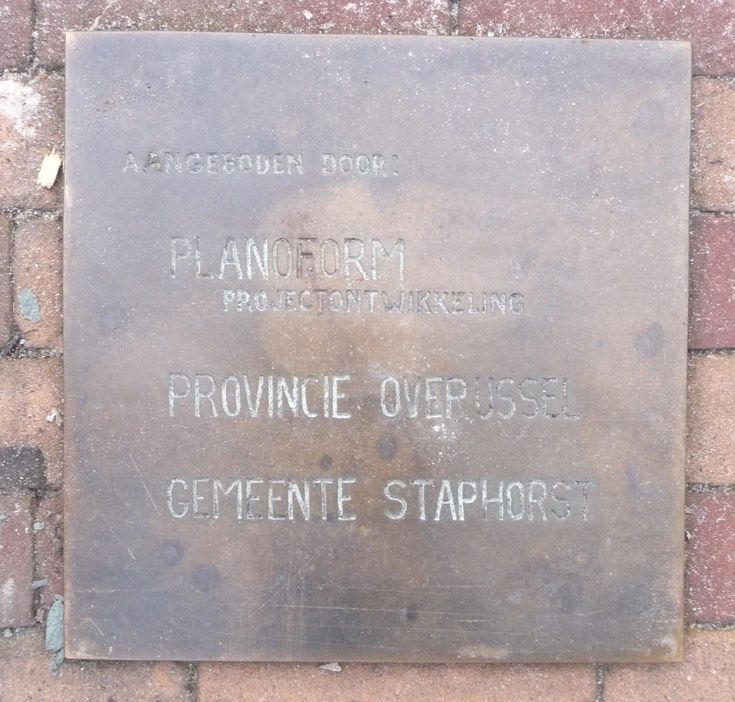 AANGEBODEN DOOR:
PLANOFORM
PROJECTONTWIKKELING
PROVINCIE OVERIJSSEL
GEMEENTE STAPHORST